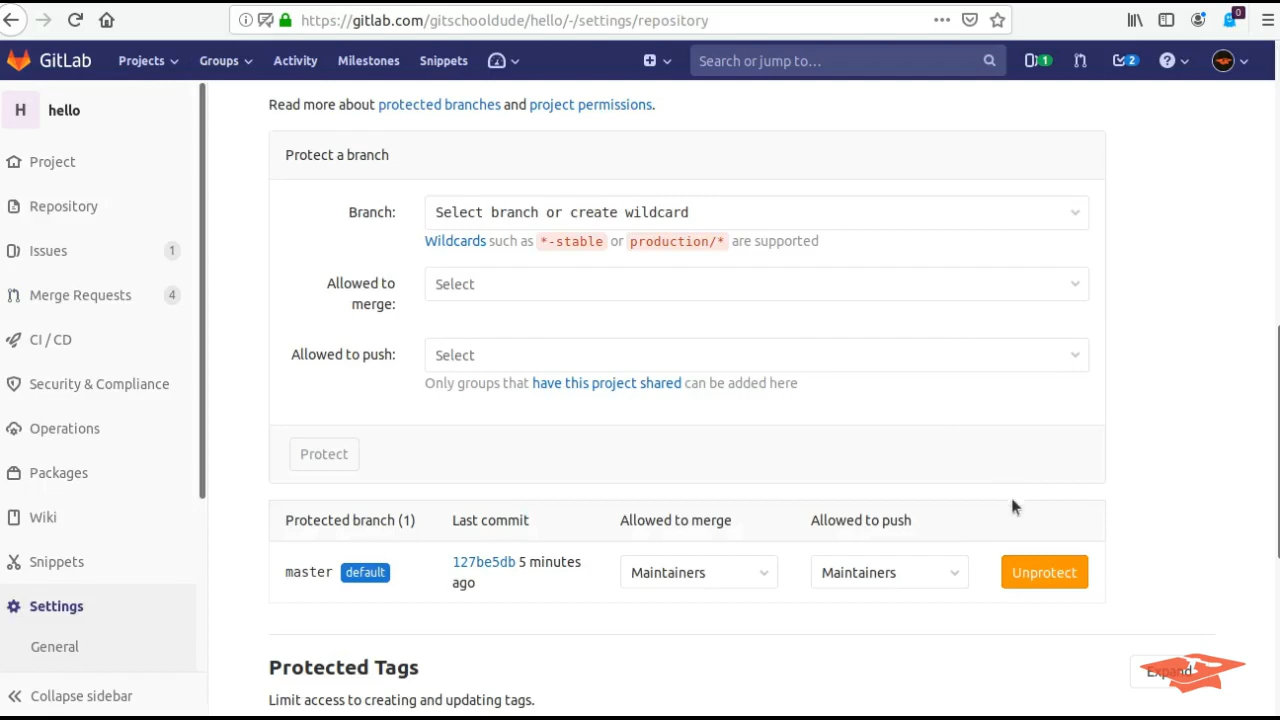 https://gitlab.com/gitschooldude/hello/-/settings/repository
0
GitLab
Projects
Groups
Activity
Milestones
Snippets
Search or jump to…
1
2
H
hello
Project
Repository
Issues
1
Merge Requests
4
CI / CD
Security & Compliance
Operations
Packages
Wiki
Snippets
Settings
General
Collapse sidebar
Read more about protected branches and project permissions.
Protect a branch
Branch:
Select branch or create wildcard
Wildcards such as *-stable or production/* are supported
Allowed to
merge:
Select
Allowed to push:
Select
Only groups that have this project shared can be added here
Protect
Protected branch (1)
Last commit
Allowed to merge
Allowed to push
master
default
127be5db 5 minutes
ago
Maintainers
Maintainers
Unprotect
Protected Tags
Expand
Limit access to creating and updating tags.